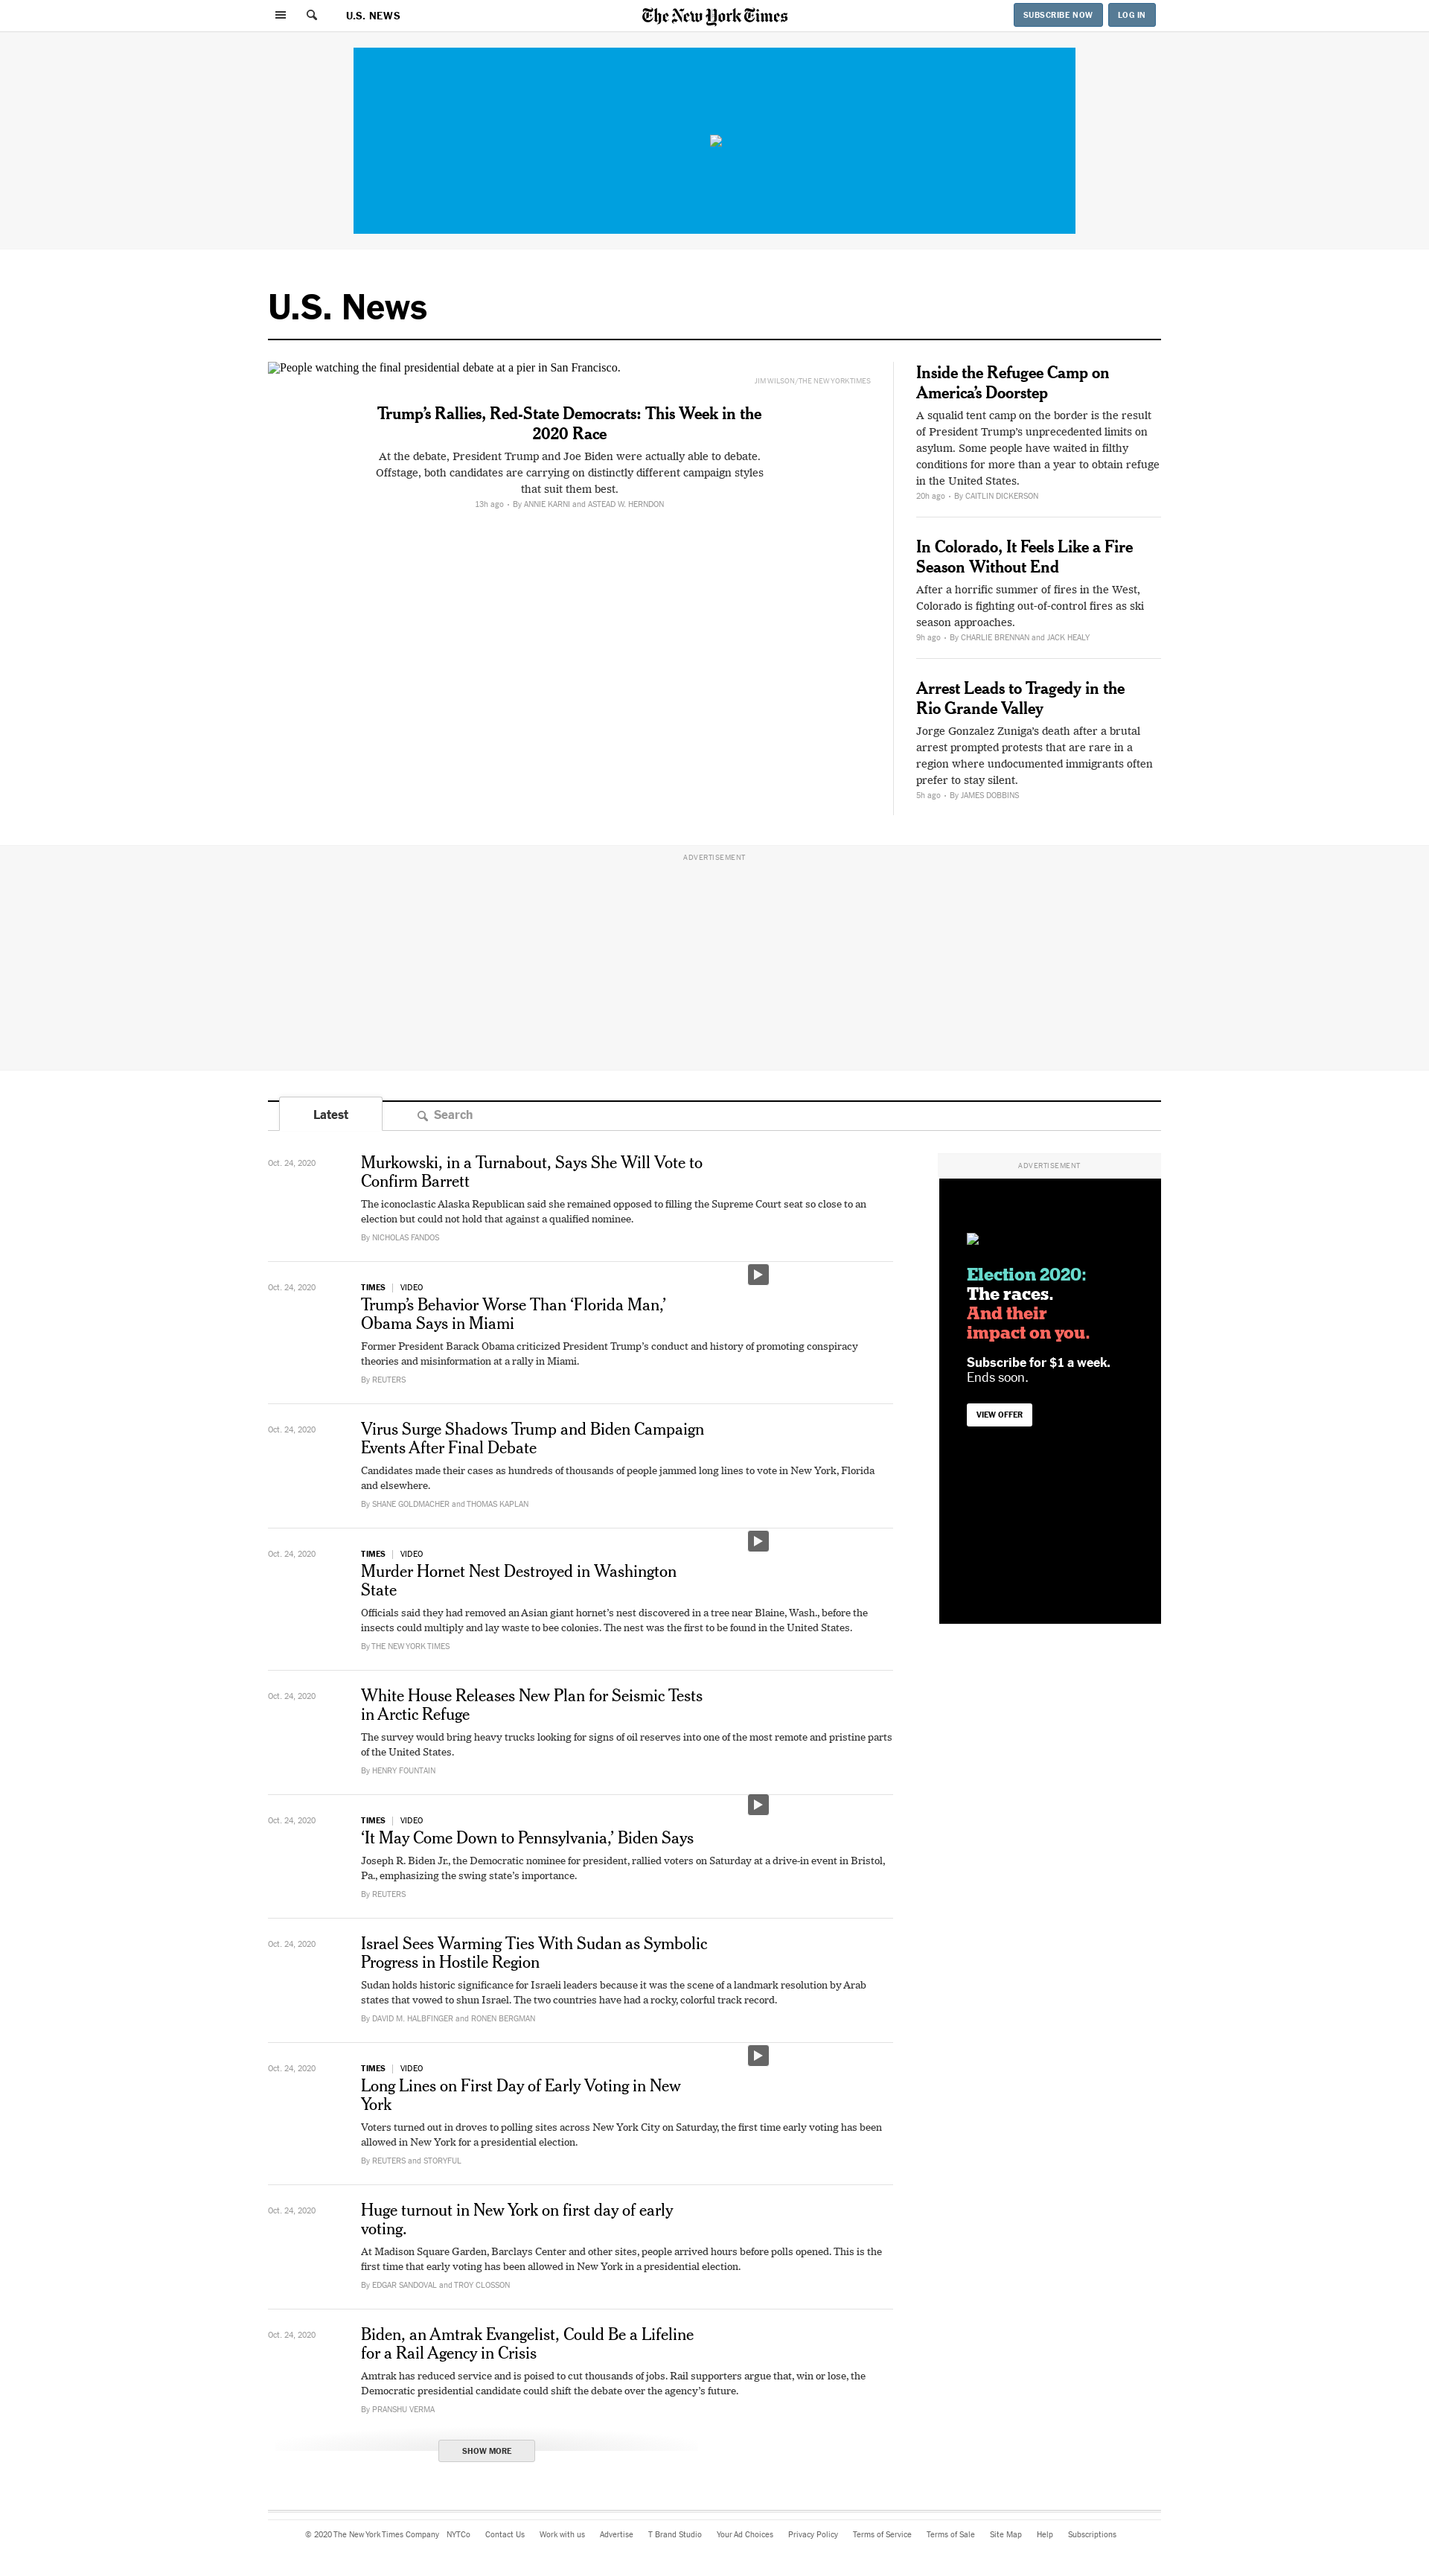 U.S. NEWS
The New York Times
SUBSCRIBE NOW
LOG IN
U.S. News
People watching the final presidential debate at a pier in San Francisco.
JIM WILSON/THE NEW YORK TIMES
Trump’s Rallies, Red-State Democrats: This Week in the
2020 Race
At the debate, President Trump and Joe Biden were actually able to debate.
Offstage, both candidates are carrying on distinctly different campaign styles
that suit them best.
13h ago • By ANNIE KARNI and ASTEAD W. HERNDON
Inside the Refugee Camp on
America’s Doorstep
A squalid tent camp on the border is the result
of President Trump’s unprecedented limits on
asylum. Some people have waited in filthy
conditions for more than a year to obtain refuge
in the United States.
20h ago • By CAITLIN DICKERSON
In Colorado, It Feels Like a Fire
Season Without End
After a horrific summer of fires in the West,
Colorado is fighting out-of-control fires as ski
season approaches.
9h ago • By CHARLIE BRENNAN and JACK HEALY
Arrest Leads to Tragedy in the
Rio Grande Valley
Jorge Gonzalez Zuniga’s death after a brutal
arrest prompted protests that are rare in a
region where undocumented immigrants often
prefer to stay silent.
5h ago • By JAMES DOBBINS
ADVERTISEMENT
Latest
Search
Oct. 24, 2020
Murkowski, in a Turnabout, Says She Will Vote to
Confirm Barrett
The iconoclastic Alaska Republican said she remained opposed to filling the Supreme Court seat so close to an
election but could not hold that against a qualified nominee.
By NICHOLAS FANDOS
ADVERTISEMENT
Election 2020:
The races.
And their
impact on you.
Subscribe for $1 a week.
Ends soon.
VIEW OFFER
Oct. 24, 2020
TIMES | VIDEO
Trump’s Behavior Worse Than ‘Florida Man,’
Obama Says in Miami
Former President Barack Obama criticized President Trump’s conduct and history of promoting conspiracy
theories and misinformation at a rally in Miami.
By REUTERS
Oct. 24, 2020
Virus Surge Shadows Trump and Biden Campaign
Events After Final Debate
Candidates made their cases as hundreds of thousands of people jammed long lines to vote in New York, Florida
and elsewhere.
By SHANE GOLDMACHER and THOMAS KAPLAN
Oct. 24, 2020
TIMES | VIDEO
Murder Hornet Nest Destroyed in Washington
State
Officials said they had removed an Asian giant hornet’s nest discovered in a tree near Blaine, Wash., before the
insects could multiply and lay waste to bee colonies. The nest was the first to be found in the United States.
By THE NEW YORK TIMES
Oct. 24, 2020
White House Releases New Plan for Seismic Tests
in Arctic Refuge
The survey would bring heavy trucks looking for signs of oil reserves into one of the most remote and pristine parts
of the United States.
By HENRY FOUNTAIN
Oct. 24, 2020
TIMES | VIDEO
‘It May Come Down to Pennsylvania,’ Biden Says
Joseph R. Biden Jr., the Democratic nominee for president, rallied voters on Saturday at a drive-in event in Bristol,
Pa., emphasizing the swing state’s importance.
By REUTERS
Oct. 24, 2020
Israel Sees Warming Ties With Sudan as Symbolic
Progress in Hostile Region
Sudan holds historic significance for Israeli leaders because it was the scene of a landmark resolution by Arab
states that vowed to shun Israel. The two countries have had a rocky, colorful track record.
By DAVID M. HALBFINGER and RONEN BERGMAN
Oct. 24, 2020
TIMES | VIDEO
Long Lines on First Day of Early Voting in New
York
Voters turned out in droves to polling sites across New York City on Saturday, the first time early voting has been
allowed in New York for a presidential election.
By REUTERS and STORYFUL
Oct. 24, 2020
Huge turnout in New York on first day of early
voting.
At Madison Square Garden, Barclays Center and other sites, people arrived hours before polls opened. This is the
first time that early voting has been allowed in New York in a presidential election.
By EDGAR SANDOVAL and TROY CLOSSON
Oct. 24, 2020
Biden, an Amtrak Evangelist, Could Be a Lifeline
for a Rail Agency in Crisis
Amtrak has reduced service and is poised to cut thousands of jobs. Rail supporters argue that, win or lose, the
Democratic presidential candidate could shift the debate over the agency’s future.
By PRANSHU VERMA
SHOW MORE
© 2020 The New York Times Company NYTCo Contact Us Work with us Advertise T Brand Studio Your Ad Choices Privacy Policy Terms of Service Terms of Sale Site Map Help Subscriptions